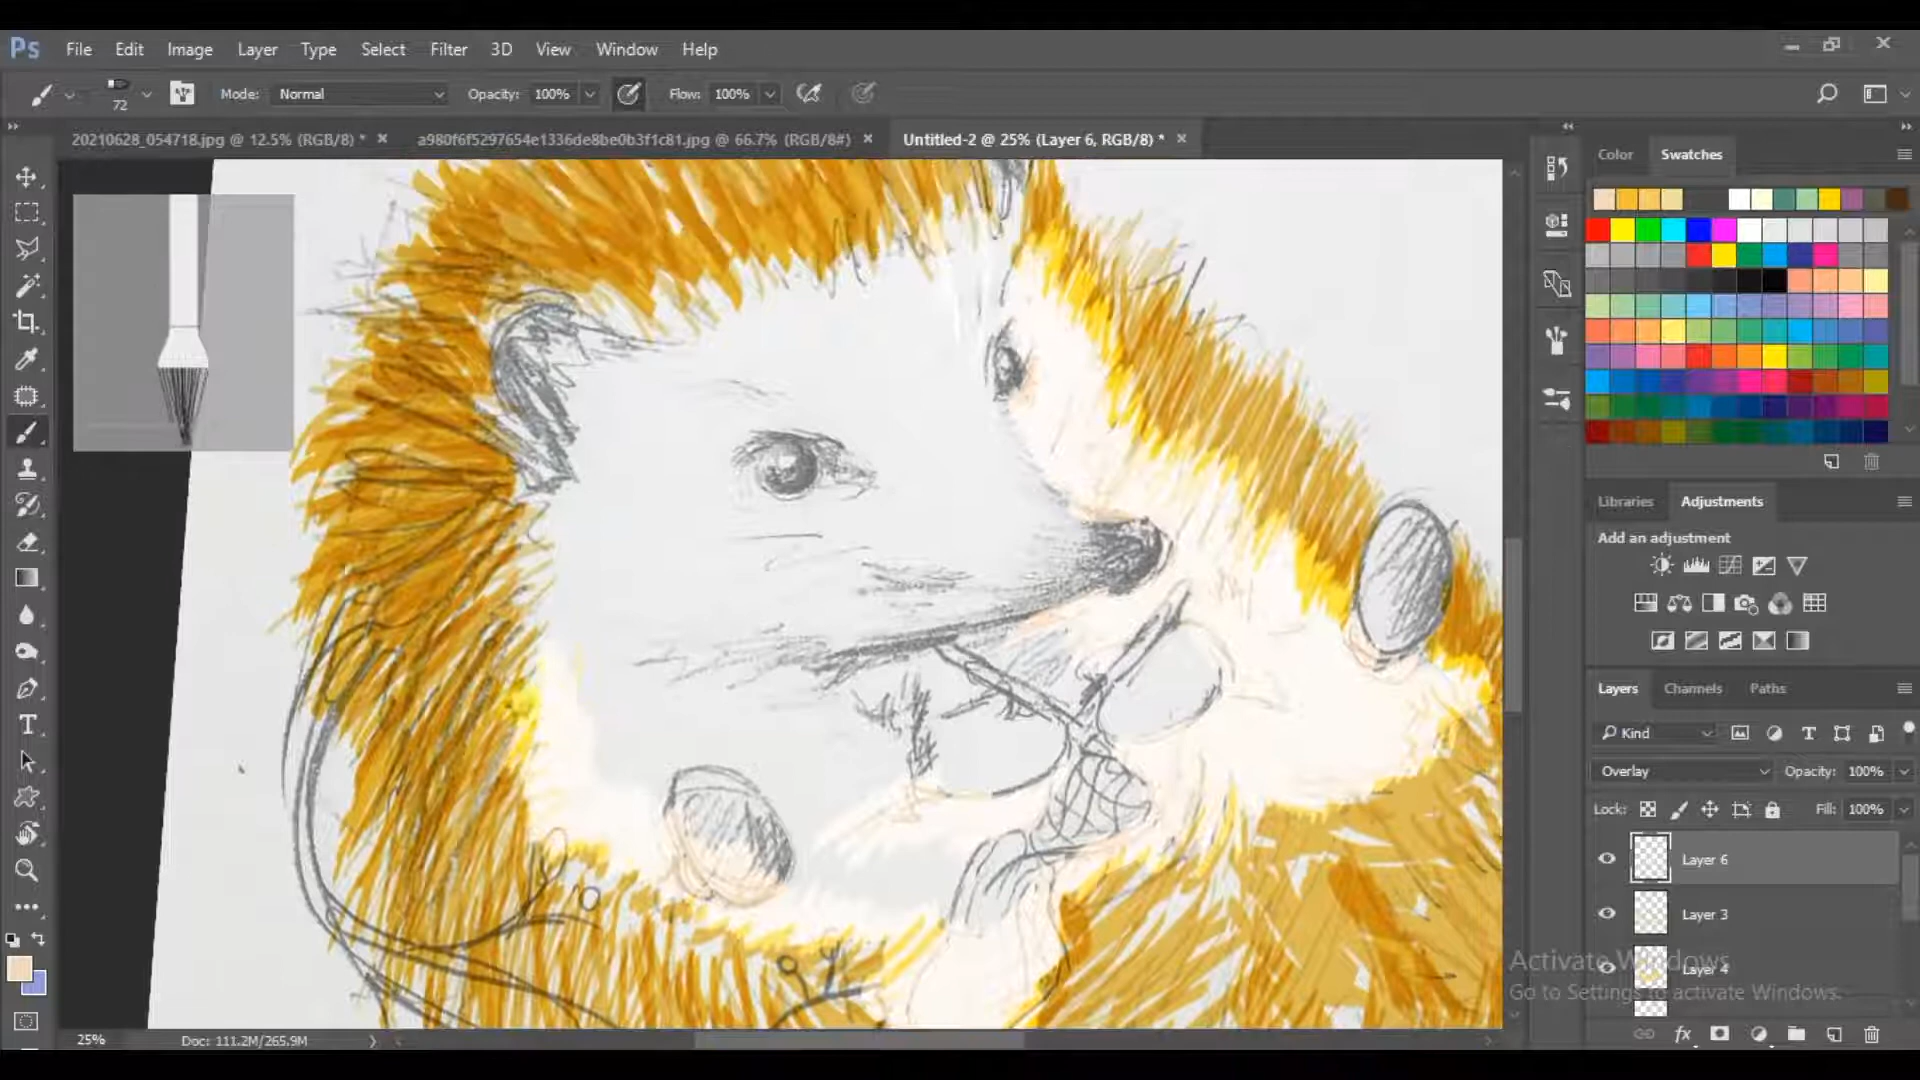 Ps File Edit Image Layer Type Select Filter 3D View Window Help
72 Mode: Normal Opacity: 100% Flow: 100%
20210628_054718.jpg @ 12.5% (RGB/8) * a980f6f5297654e1336de8be0b3f1c81.jpg @ 66.7% (RGB/8#) Untitled-2 @ 25% (Layer 6, RGB/8) *
Color Swatches
Libraries Adjustments
Add an adjustment
Layers Channels Paths
Kind
Overlay Opacity: 100%
Lock: Fill: 100%
Layer 6
Layer 3
Layer 4
Activate Windows
Go to Settings to activate Windows.
25% Doc: 111.2M/265.9M